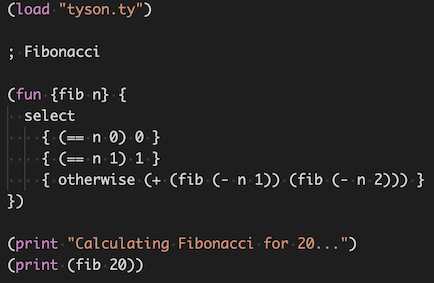 (load "tyson.ty")
; Fibonacci
(fun {fib n} {
  select
    { (== n 0) 0 }
    { (== n 1) 1 }
    { otherwise (+ (fib (- n 1)) (fib (- n 2))) }
})
(print "Calculating Fibonacci for 20...")
(print (fib 20))